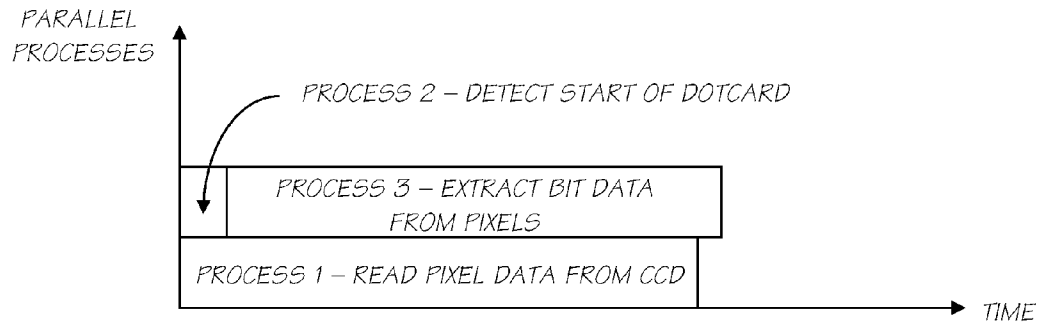 PARALLEL
PROCESSES
PROCESS 2 – DETECT START OF DOTCARD
PROCESS 3 – EXTRACT BIT DATA
FROM PIXELS
PROCESS 1 – READ PIXEL DATA FROM CCD
TIME